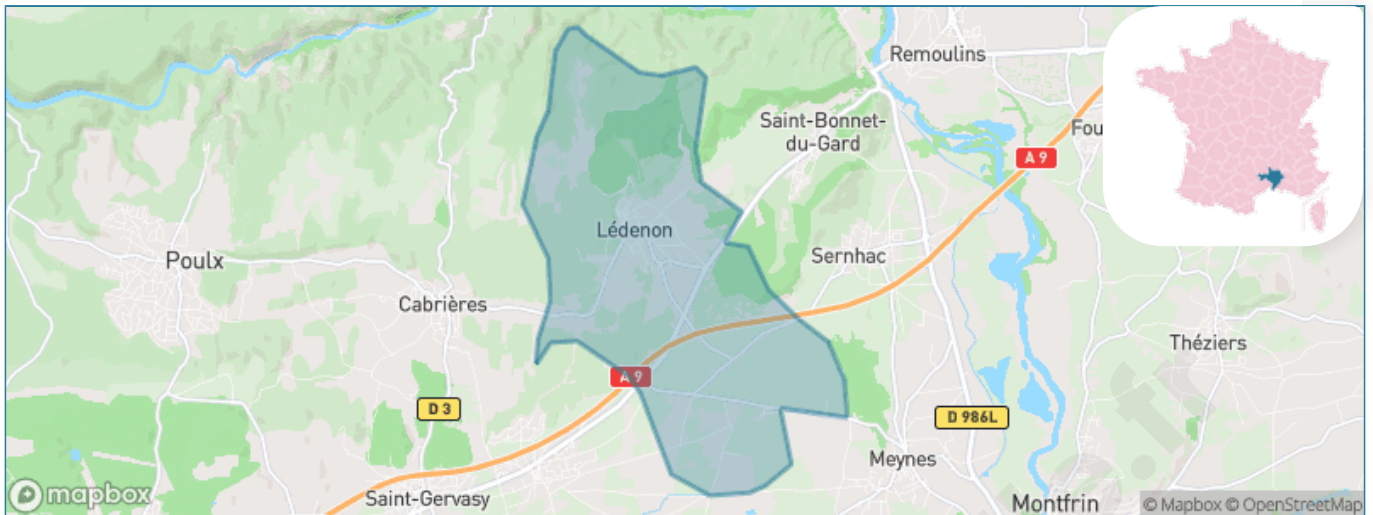 Remoulins
Saint-Bonnet-
du-Gard
Fou
A 9
Lédenon
Sernhac
Poulx
Cabrières
Théziers
A 9
D 3
D 986L
Meynes
Saint-Gervasy
Montfrin
mapbox
© Mapbox © OpenStreetMap